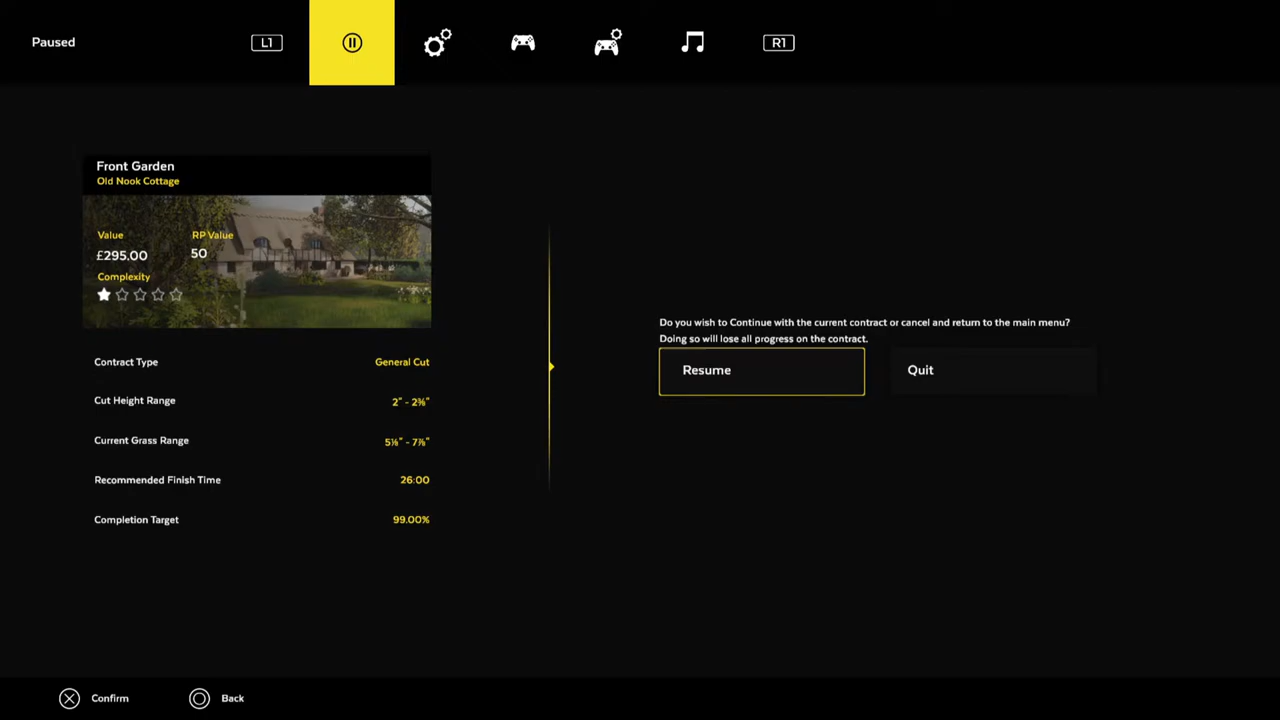 Paused
L1
R1
Front Garden
Old Nook Cottage
Value
RP Value
£295.00
50
Complexity
Contract Type
General Cut
Cut Height Range
2" - 2⅜"
Current Grass Range
5⅛" - 7⅞"
Recommended Finish Time
26:00
Completion Target
99.00%
Do you wish to Continue with the current contract or cancel and return to the main menu?
Doing so will lose all progress on the contract.
Resume
Quit
Confirm
Back